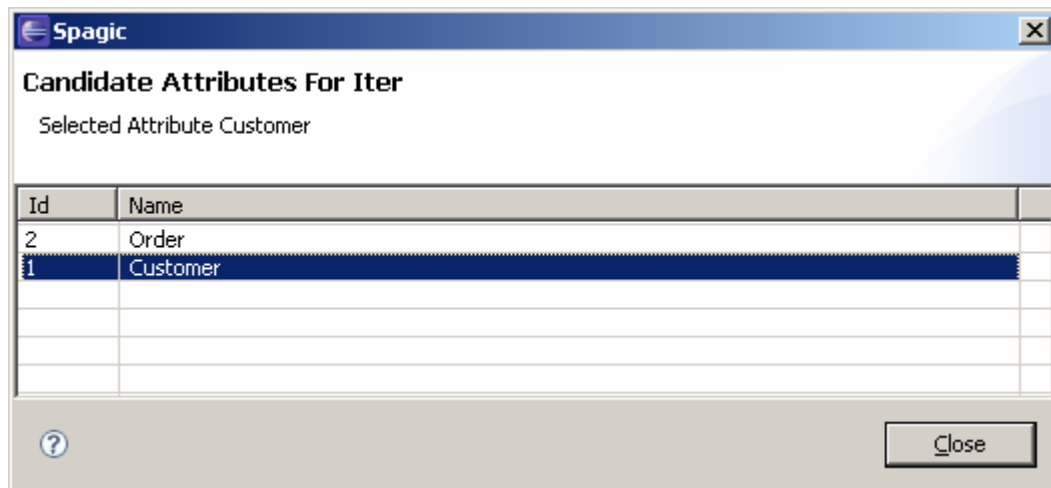 Spagic
Candidate Attributes For Iter
Selected Attribute Customer
Id Name
2 Order
1 Customer
Close